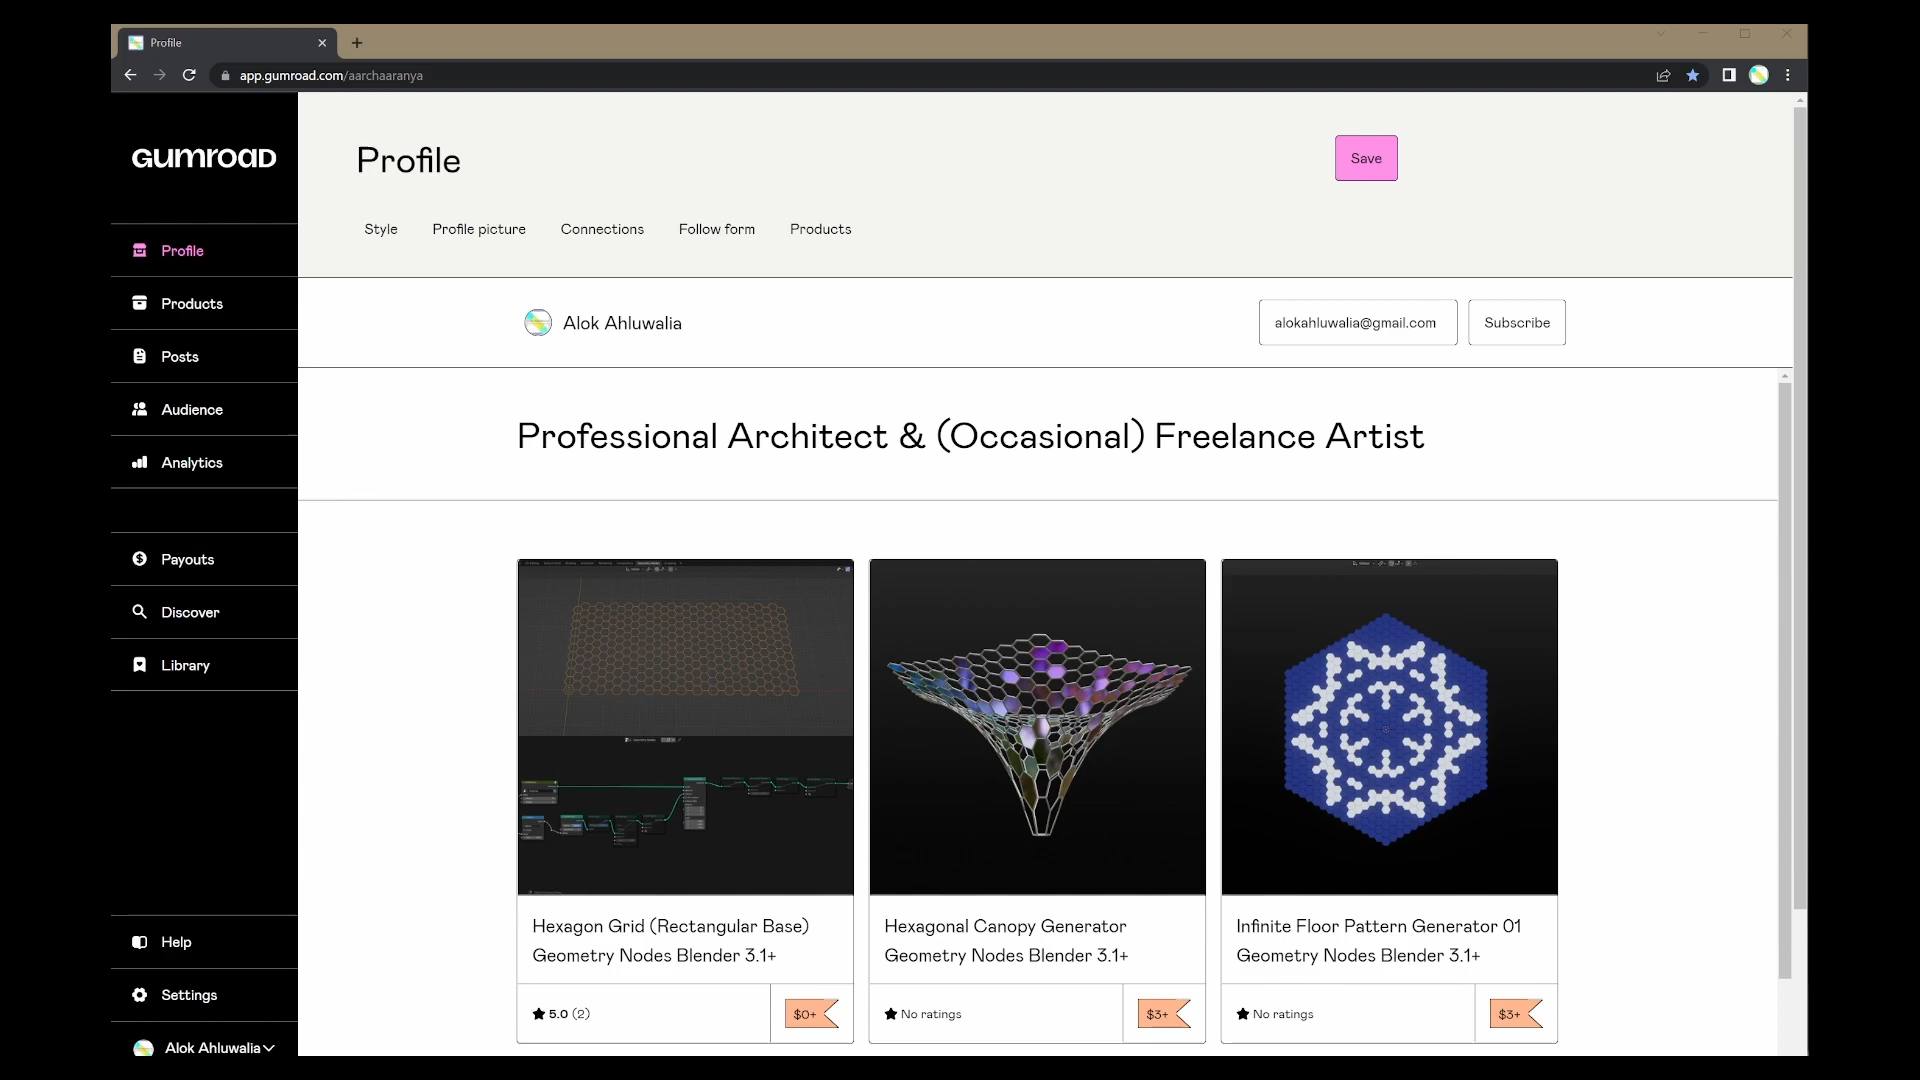 Profile
app.gumroad.com/aarchaaranya
GUMROAD
Profile
Save
Style Profile picture Connections Follow form Products
Profile
Products
Posts
Audience
Analytics
Payouts
Discover
Library
Help
Settings
Alok Ahluwalia
Alok Ahluwalia
alokahluwalia@gmail.com Subscribe
Professional Architect & (Occasional) Freelance Artist
Hexagon Grid (Rectangular Base)
Geometry Nodes Blender 3.1+
5.0 (2) $0+
Hexagonal Canopy Generator
Geometry Nodes Blender 3.1+
No ratings $3+
Infinite Floor Pattern Generator 01
Geometry Nodes Blender 3.1+
No ratings $3+